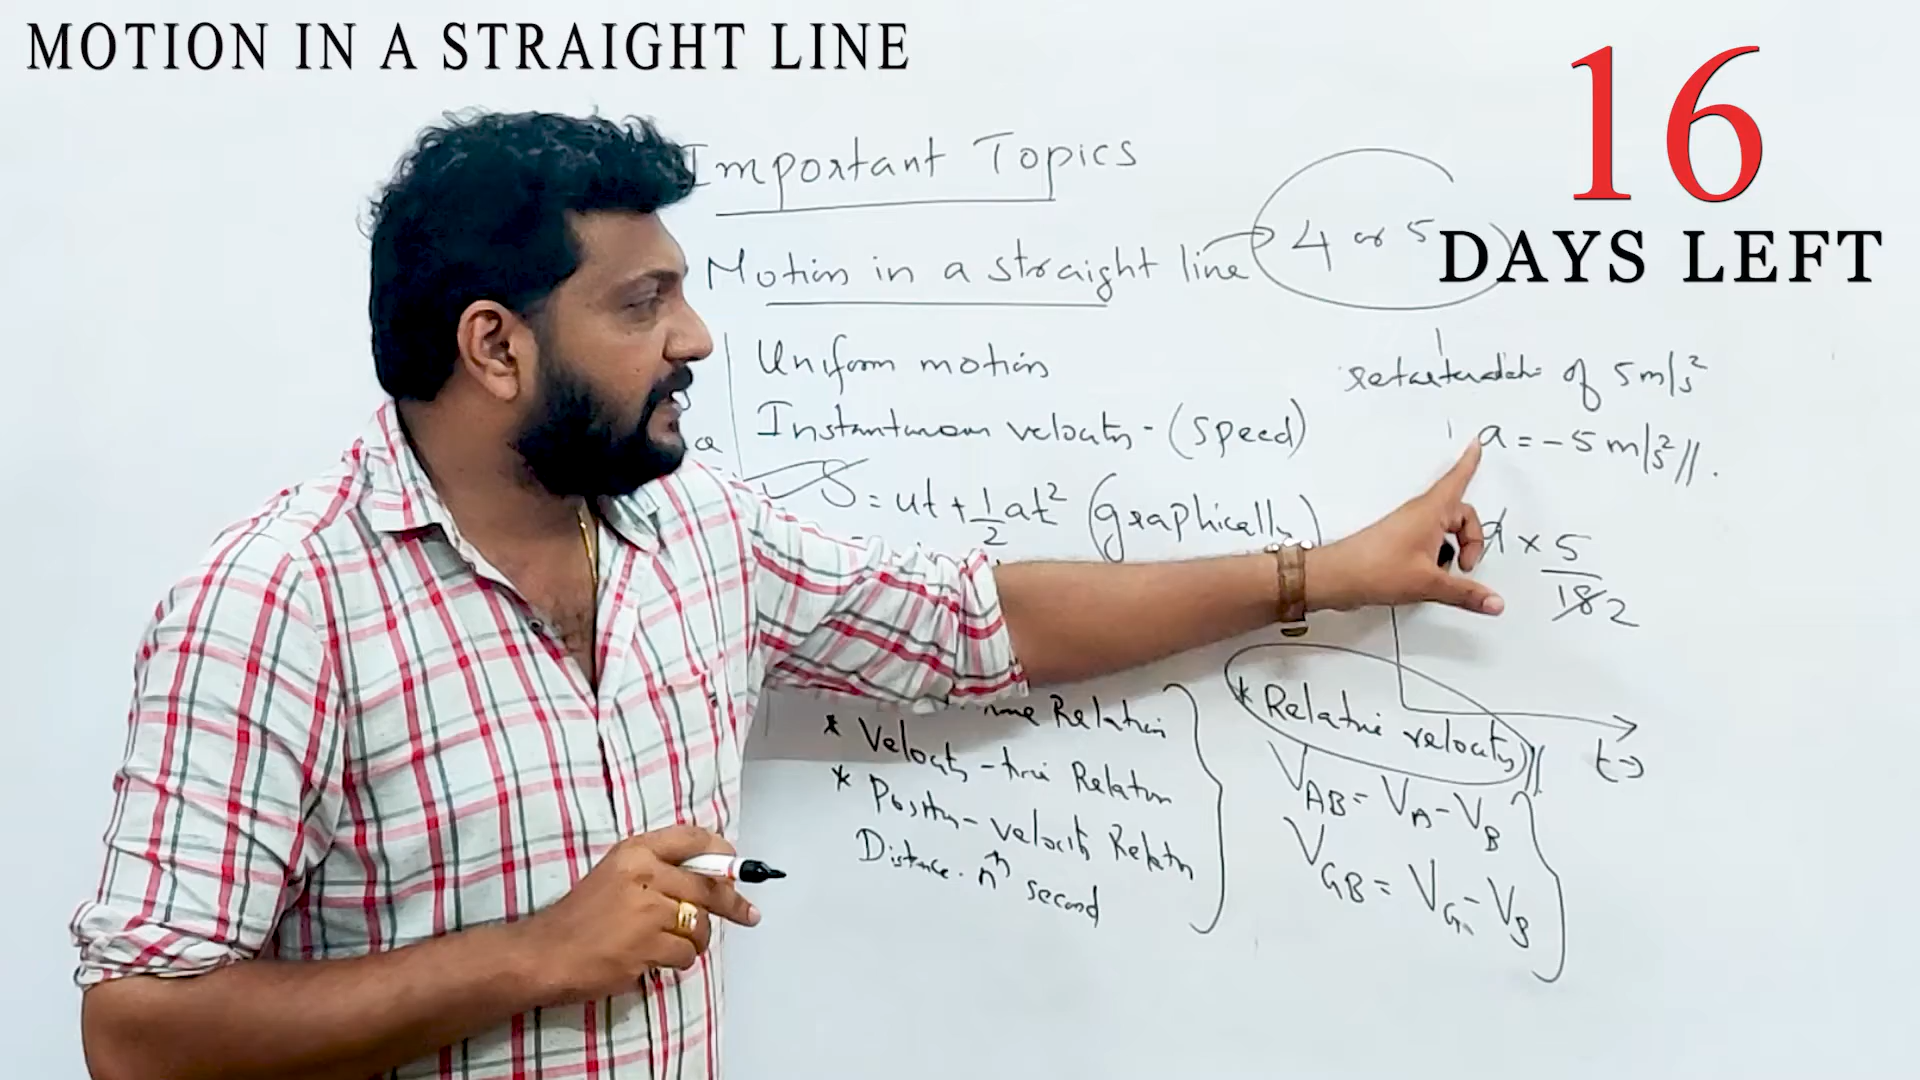 MOTION IN A STRAIGHT LINE
16
DAYS LEFT
Important Topics
Motion in a straight line → 4 or 5
Uniform motion
Instantaneous velocity - (speed)
S = ut + 1/2 at² (graphically)
of 5 m/s²
a = -5 m/s² //.
× 5/18 2
Relation
* Velocity - time Relation
* Position - velocity Relatn
Distance. nth second
* Relative velocity //
t→
V_AB = V_A - V_B
V_GB = V_G - V_B